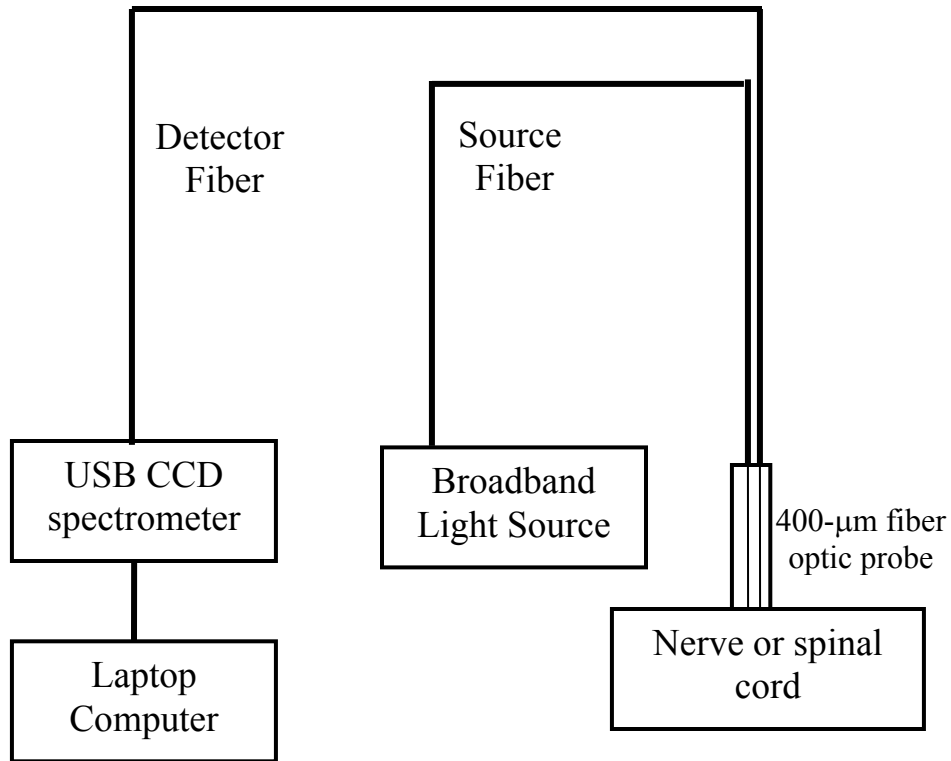 Detector
Fiber
Source
Fiber
USB CCD
spectrometer
Broadband
Light Source
400-μm fiber
optic probe
Laptop
Computer
Nerve or spinal
cord